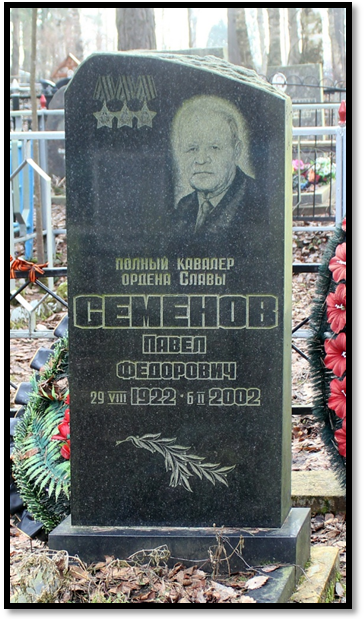 ПОЛНЫЙ КАВАЛЕР
ОРДЕНА СЛАВЫ
СЕМЕНОВ
ПАВЕЛ
ФЕДОРОВИЧ
29 VIII 1922 · 6 II 2002